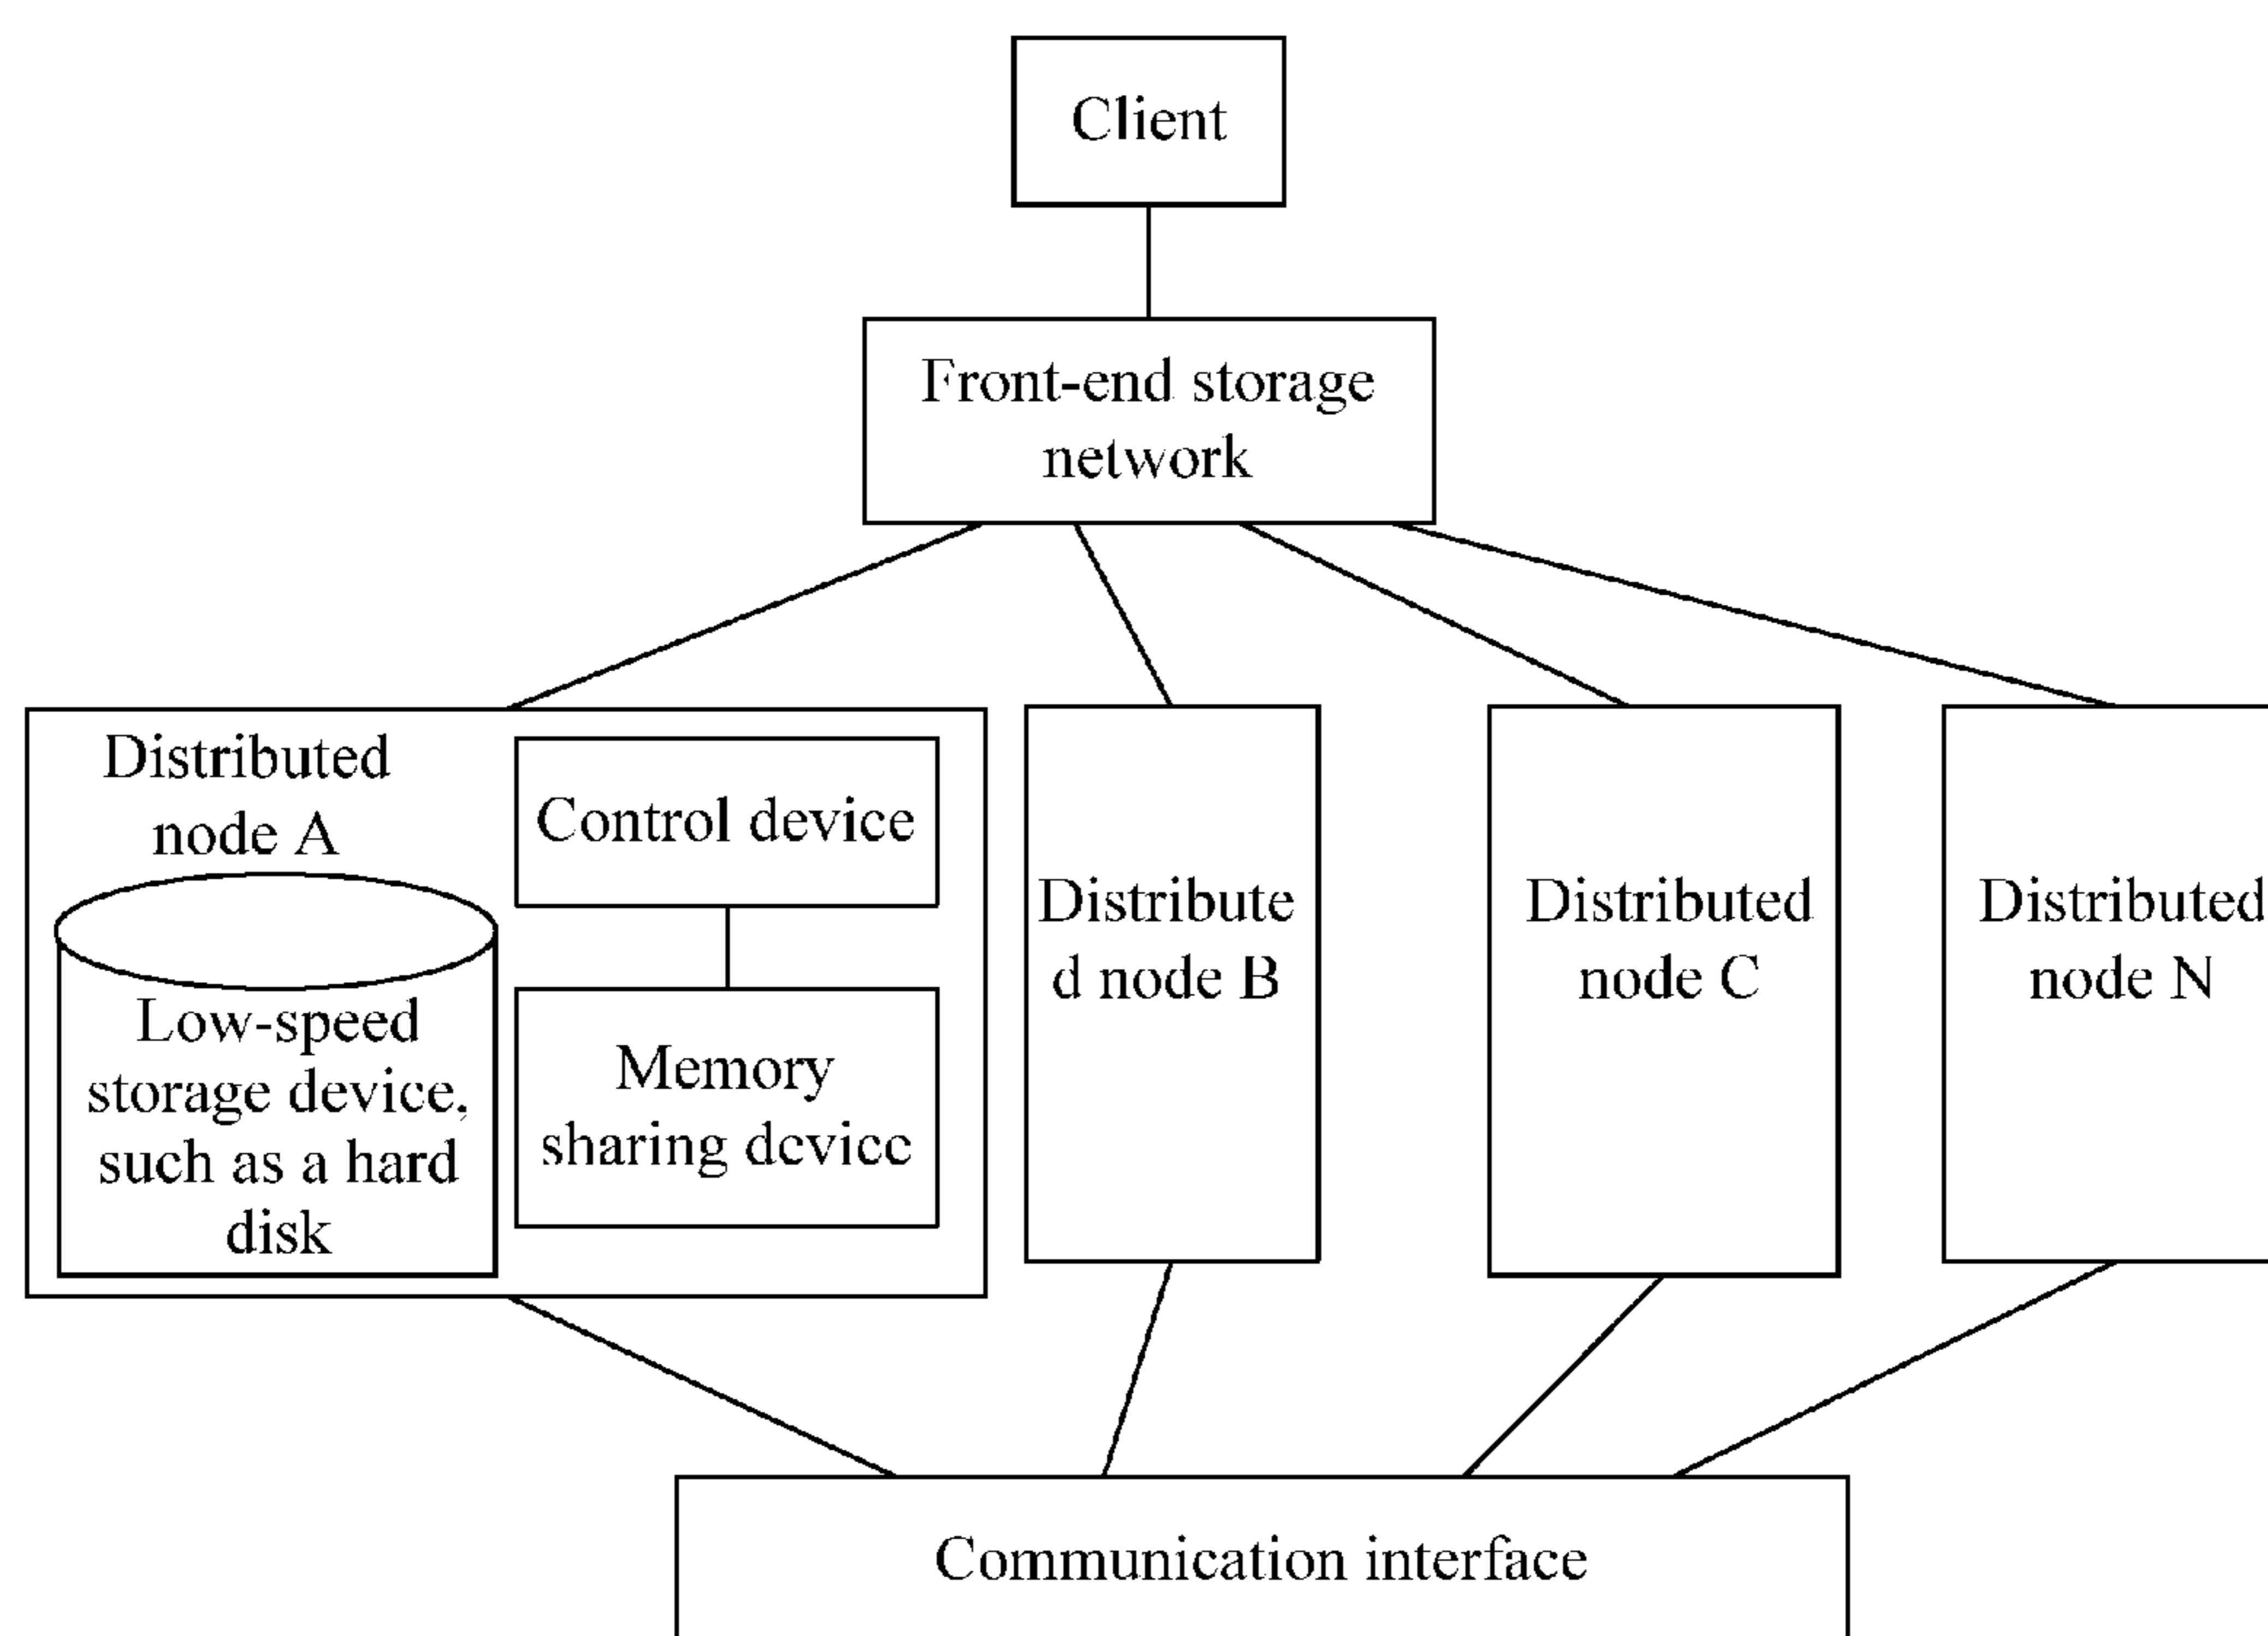 Client
Front-end storage
network
Distributed
node A
Control device
Low-speed
storage device,
such as a hard
disk
Memory
sharing device
Distribute
d node B
Distributed
node C
Distributed
node N
Communication interface